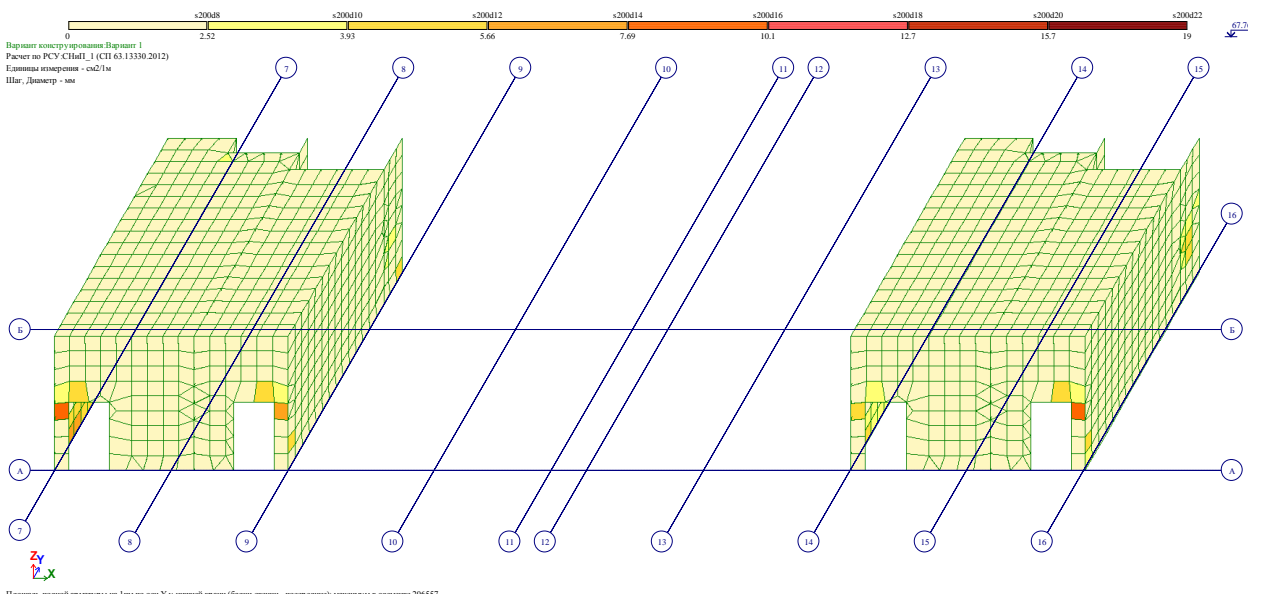 s200d8 s200d10 s200d12 s200d14 s200d16 s200d18 s200d20 s200d22
0 2.52 3.93 5.66 7.69 10.1 12.7 15.7 19
Вариант конструирования:Вариант 1
Расчет по РСУ:СНиП_1 (СП 63.13330.2012)
Единицы измерения - см2/1м
Шаг, Диаметр - мм
7 8 9 10 11 12 13 14 15
16
Б Б
А А
7 8 9 10 11 12 13 14 15 16
Z Y
X